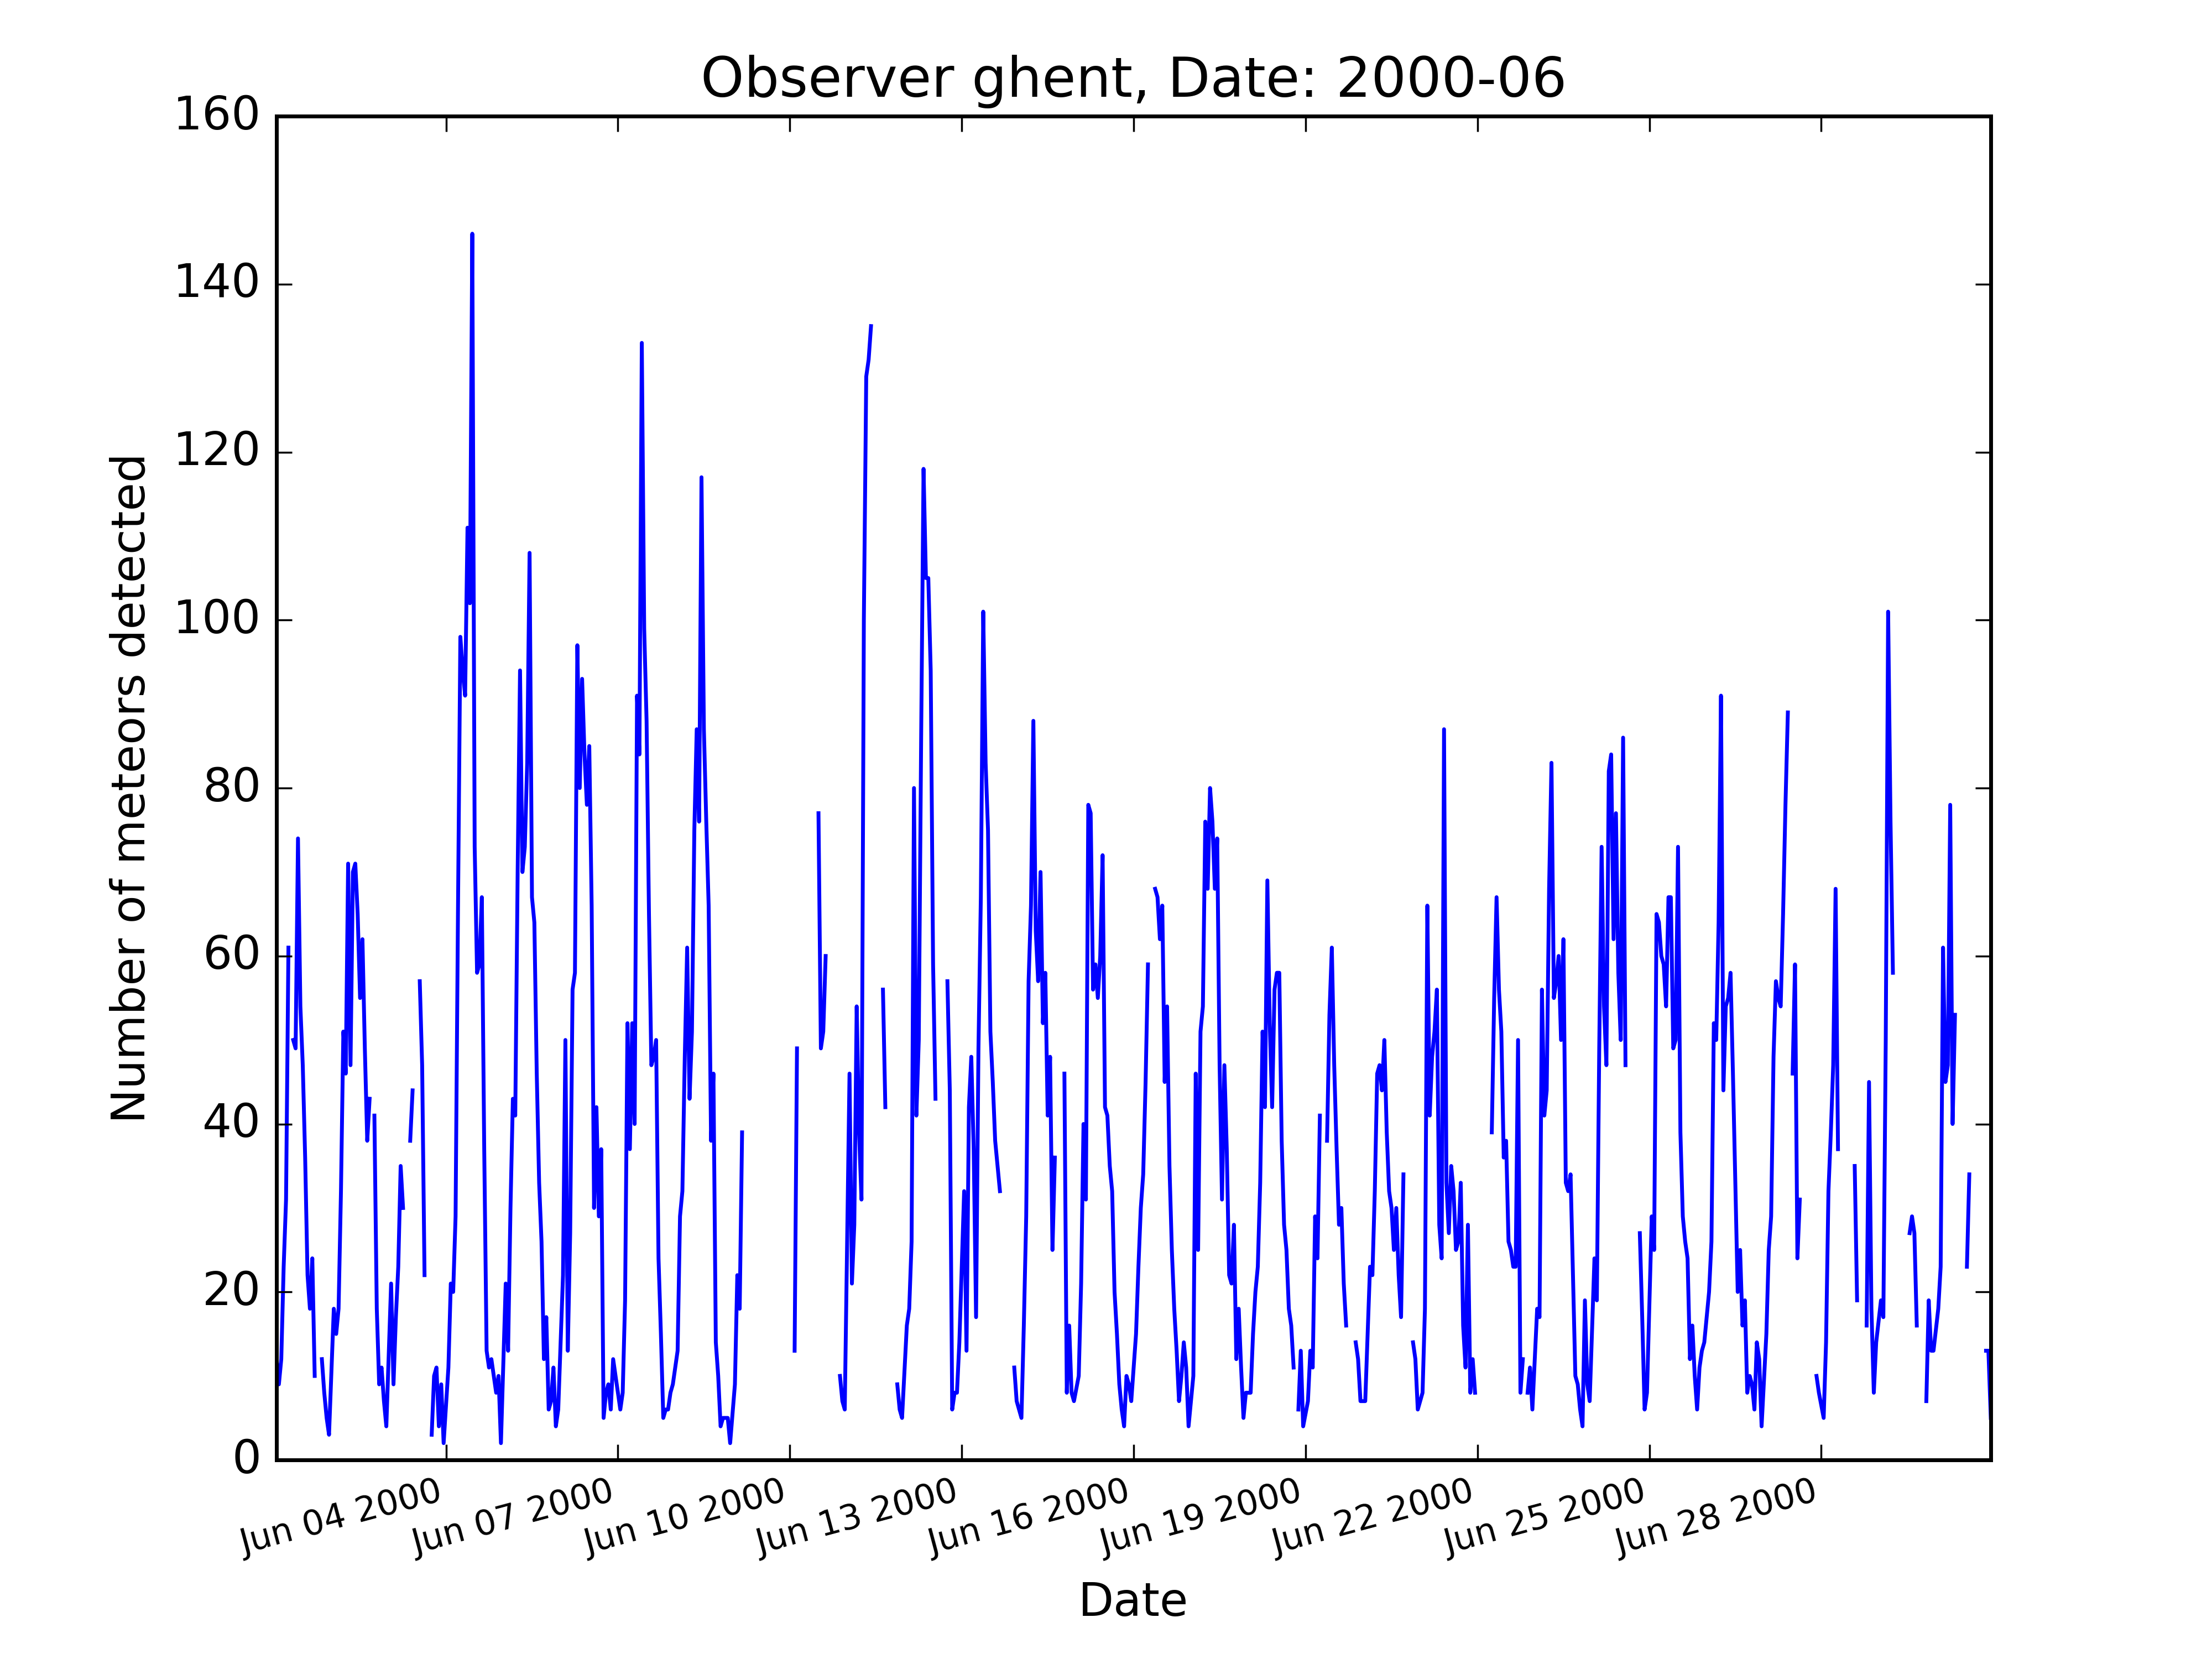 Observer ghent, Date: 2000-06
160
140
120
100
80
60
40
20
0
Number of meteors detected
Jun 04 2000
Jun 07 2000
Jun 10 2000
Jun 13 2000
Jun 16 2000
Jun 19 2000
Jun 22 2000
Jun 25 2000
Jun 28 2000
Date